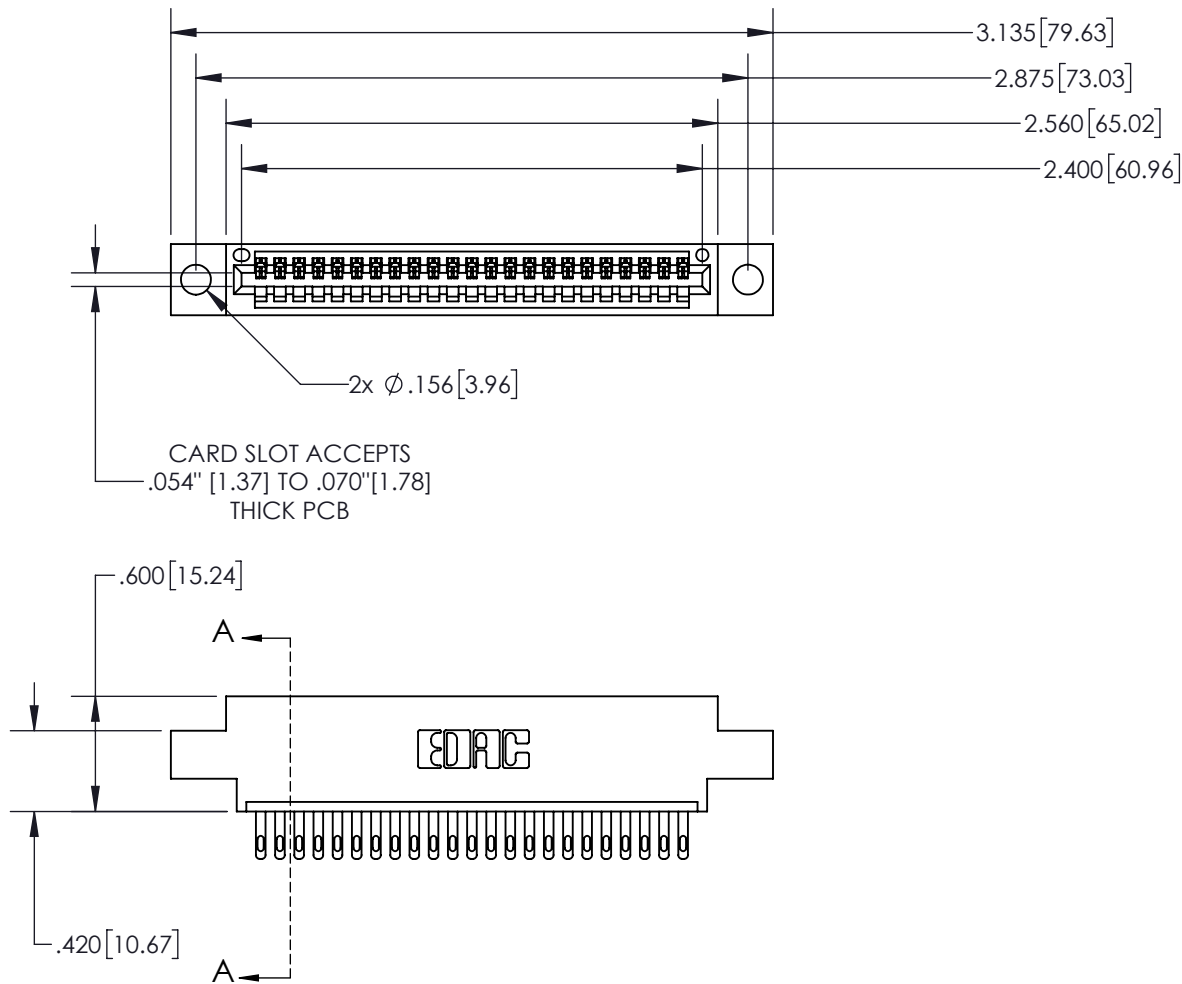 3.135[79.63]
2.875[73.03]
2.560[65.02]
2.400[60.96]
2x ∅.156[3.96]
CARD SLOT ACCEPTS
.054" [1.37] TO .070"[1.78]
THICK PCB
.600[15.24]
A
EDAC
.420[10.67]
A